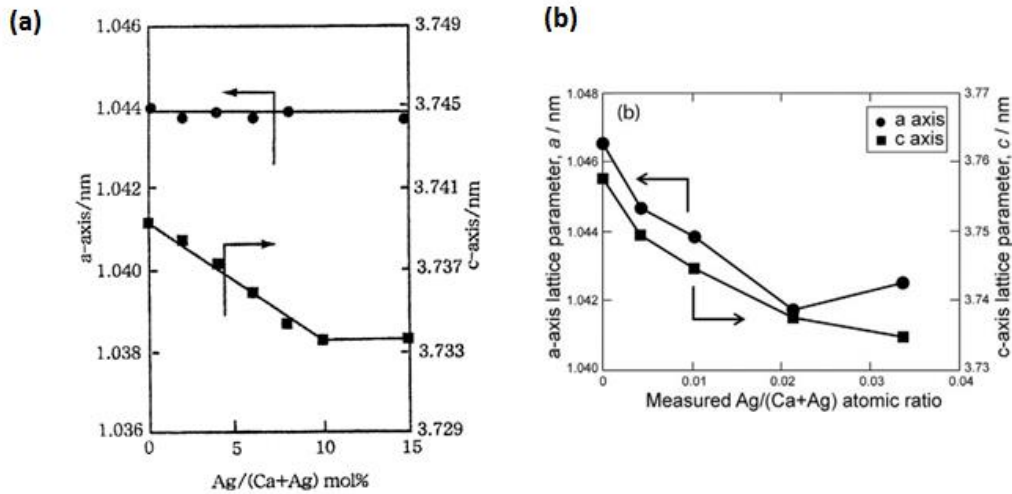 (a)
1.046
1.044
1.042
1.040
1.038
1.036
a-axis/nm
3.749
3.745
3.741
3.737
3.733
3.729
c-axis/nm
0
5
10
15
Ag/(Ca+Ag) mol%
(b)
(b)
a axis
c axis
1.048
1.046
1.044
1.042
1.040
a-axis lattice parameter, a / nm
3.77
3.76
3.75
3.74
3.73
c-axis lattice parameter, c / nm
0
0.01
0.02
0.03
0.04
Measured Ag/(Ca+Ag) atomic ratio